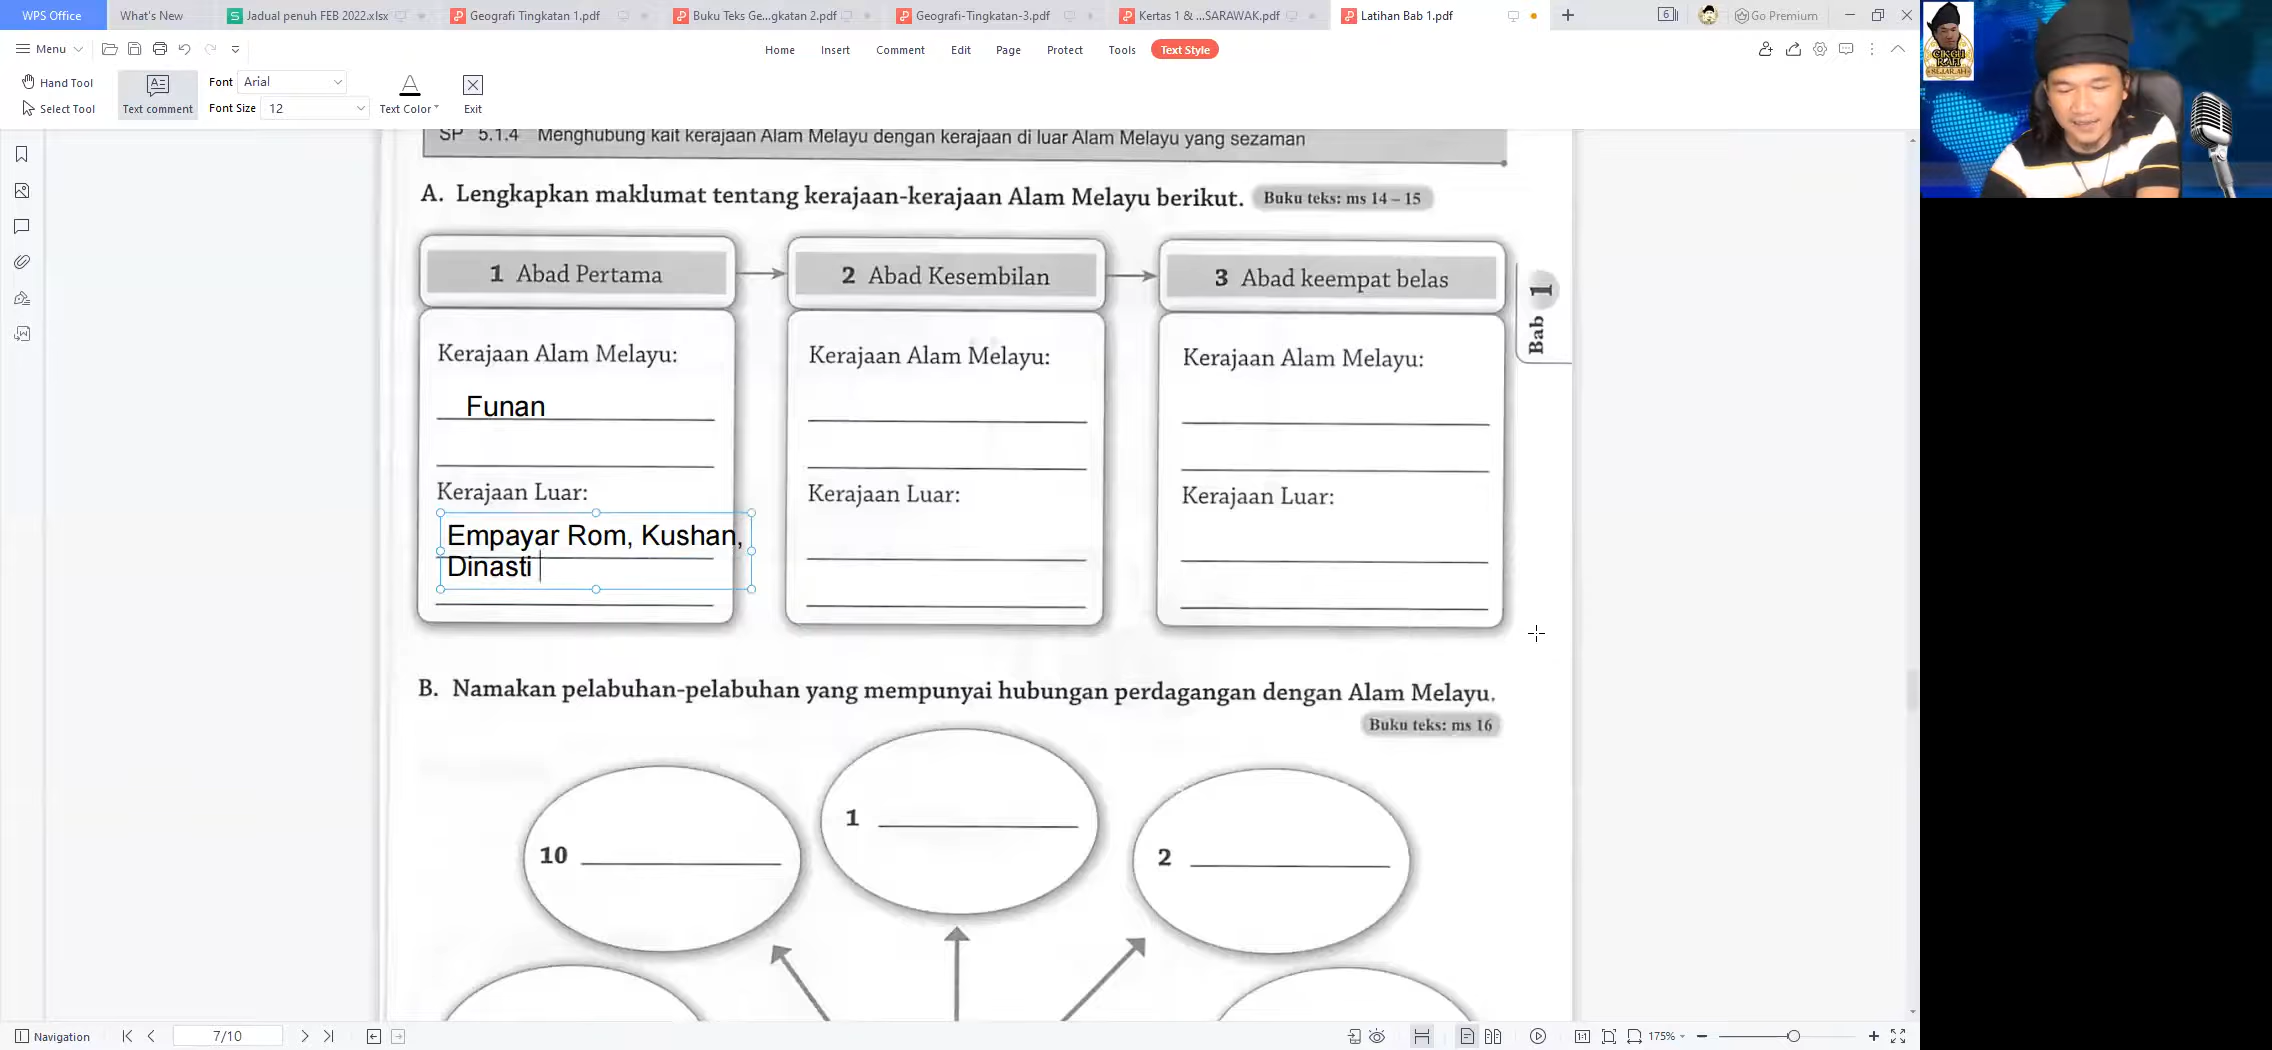 WPS Office What's New Jadual penuh FEB 2022.xlsx Geografi Tingkatan 1.pdf Buku Teks Ge...gkatan 2.pdf Geografi-Tingkatan-3.pdf Kertas 1 & ...SARAWAK.pdf Latihan Bab 1.pdf 6 Go Premium
Menu Home Insert Comment Edit Page Protect Tools Text Style
Hand Tool Font Arial
Select Tool Text comment Font Size 12 Text Color Exit
CIKGU RAFI
SEJARAH
SP 5.1.4 Menghubung kait kerajaan Alam Melayu dengan kerajaan di luar Alam Melayu yang sezaman
A. Lengkapkan maklumat tentang kerajaan-kerajaan Alam Melayu berikut. Buku teks: ms 14 – 15
1 Abad Pertama 2 Abad Kesembilan 3 Abad keempat belas
Bab 1
Kerajaan Alam Melayu: Kerajaan Alam Melayu: Kerajaan Alam Melayu:
Funan
Kerajaan Luar: Kerajaan Luar: Kerajaan Luar:
Empayar Rom, Kushan,
Dinasti
B. Namakan pelabuhan-pelabuhan yang mempunyai hubungan perdagangan dengan Alam Melayu.
Buku teks: ms 16
1
10
2
Navigation 7/10 1:1 175%